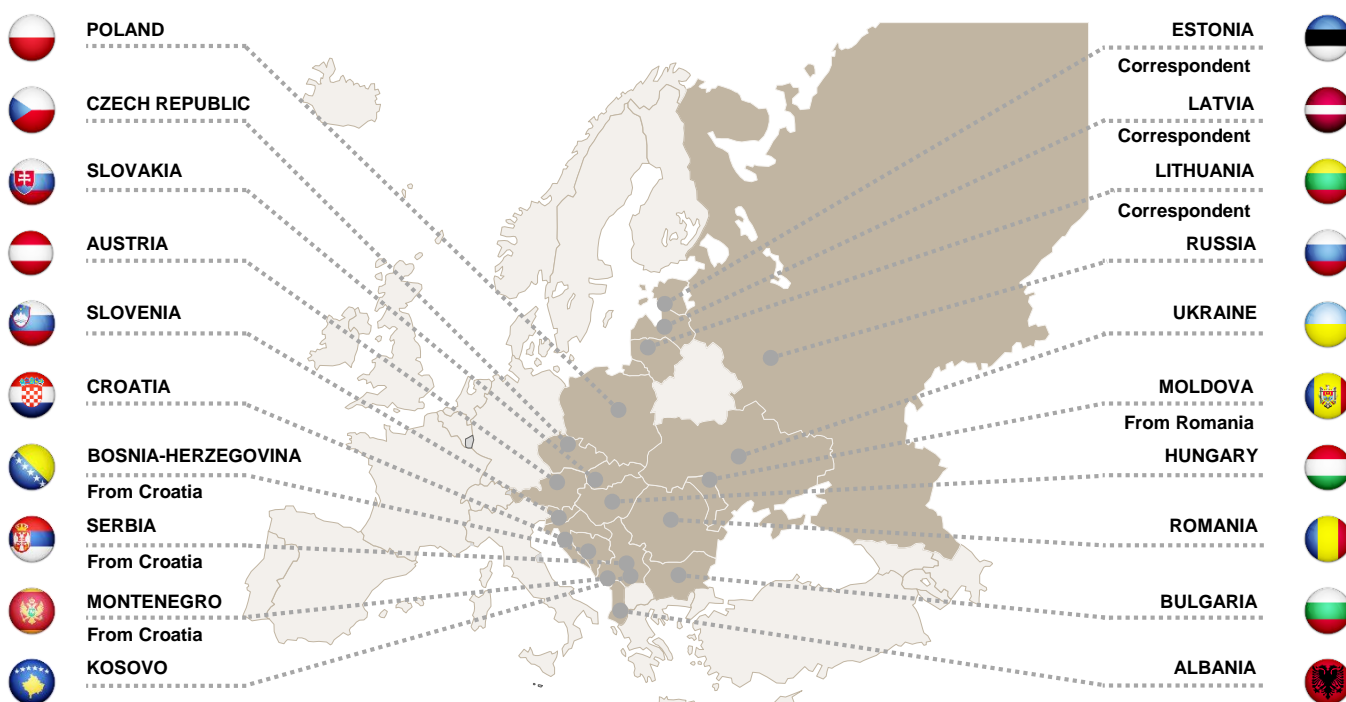 POLAND
CZECH REPUBLIC
SLOVAKIA
AUSTRIA
SLOVENIA
CROATIA
BOSNIA-HERZEGOVINA
From Croatia
SERBIA
From Croatia
MONTENEGRO
From Croatia
KOSOVO
ESTONIA
Correspondent
LATVIA
Correspondent
LITHUANIA
Correspondent
RUSSIA
UKRAINE
MOLDOVA
From Romania
HUNGARY
ROMANIA
BULGARIA
ALBANIA